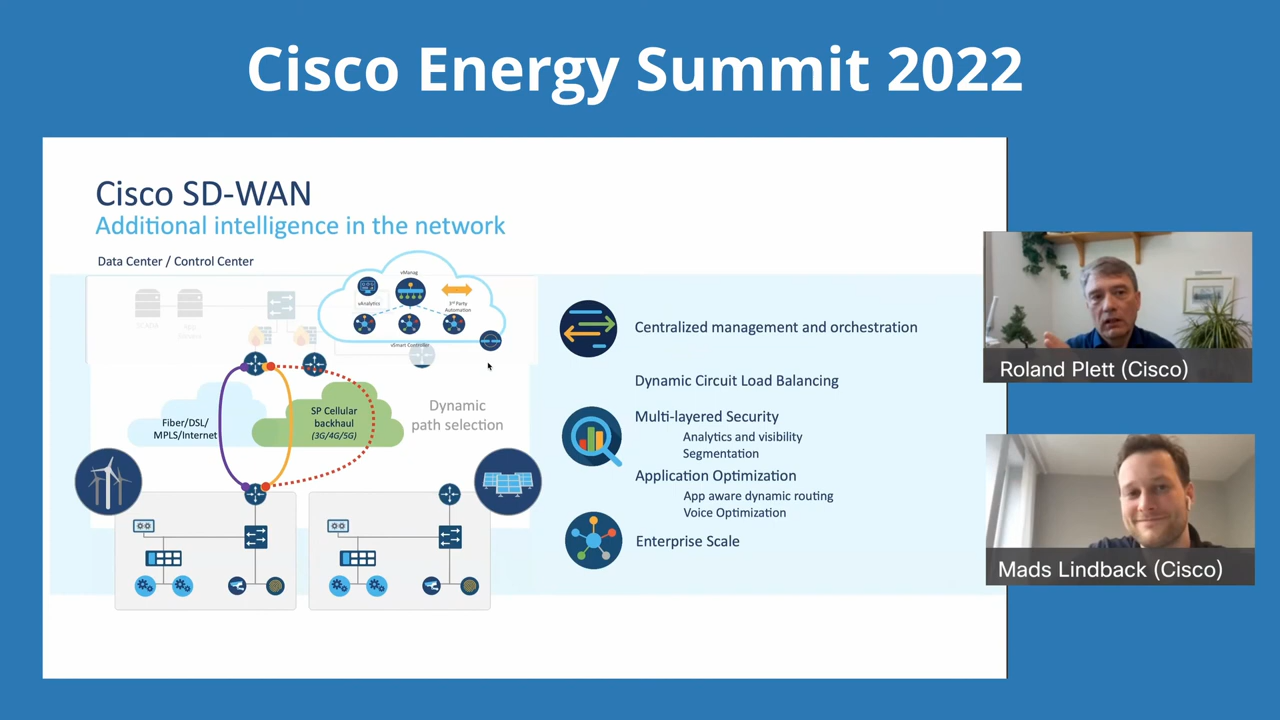 Cisco Energy Summit 2022
Cisco SD-WAN
Additional intelligence in the network
Data Center / Control Center
vManag
vAnalytics
3rd Party
Automation
vSmart Controller
SCADA
Fiber/DSL/
MPLS/Internet
SP Cellular
backhaul
(3G/4G/5G)
Dynamic
path selection
Centralized management and orchestration
Dynamic Circuit Load Balancing
Multi-layered Security
Analytics and visibility
Segmentation
Application Optimization
App aware dynamic routing
Voice Optimization
Enterprise Scale
Roland Plett (Cisco)
Mads Lindback (Cisco)